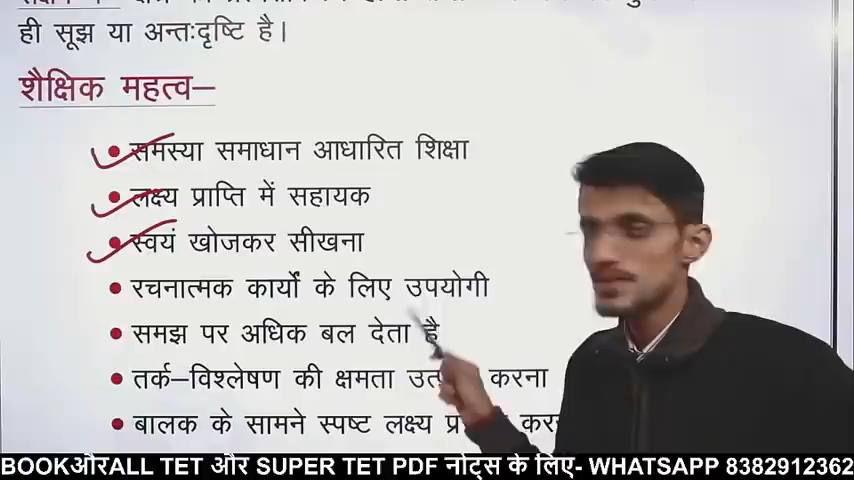 ही सूझ या अन्तःदृष्टि है।
शैक्षिक महत्व–
• समस्या समाधान आधारित शिक्षा
• लक्ष्य प्राप्ति में सहायक
• स्वयं खोजकर सीखना
• रचनात्मक कार्यों के लिए उपयोगी
• समझ पर अधिक बल देता है
• तर्क–विश्लेषण की क्षमता करना
• बालक के सामने स्पष्ट लक्ष्य
BOOKऔरALL TET और SUPER TET PDF नोट्स के लिए- WHATSAPP 8382912362